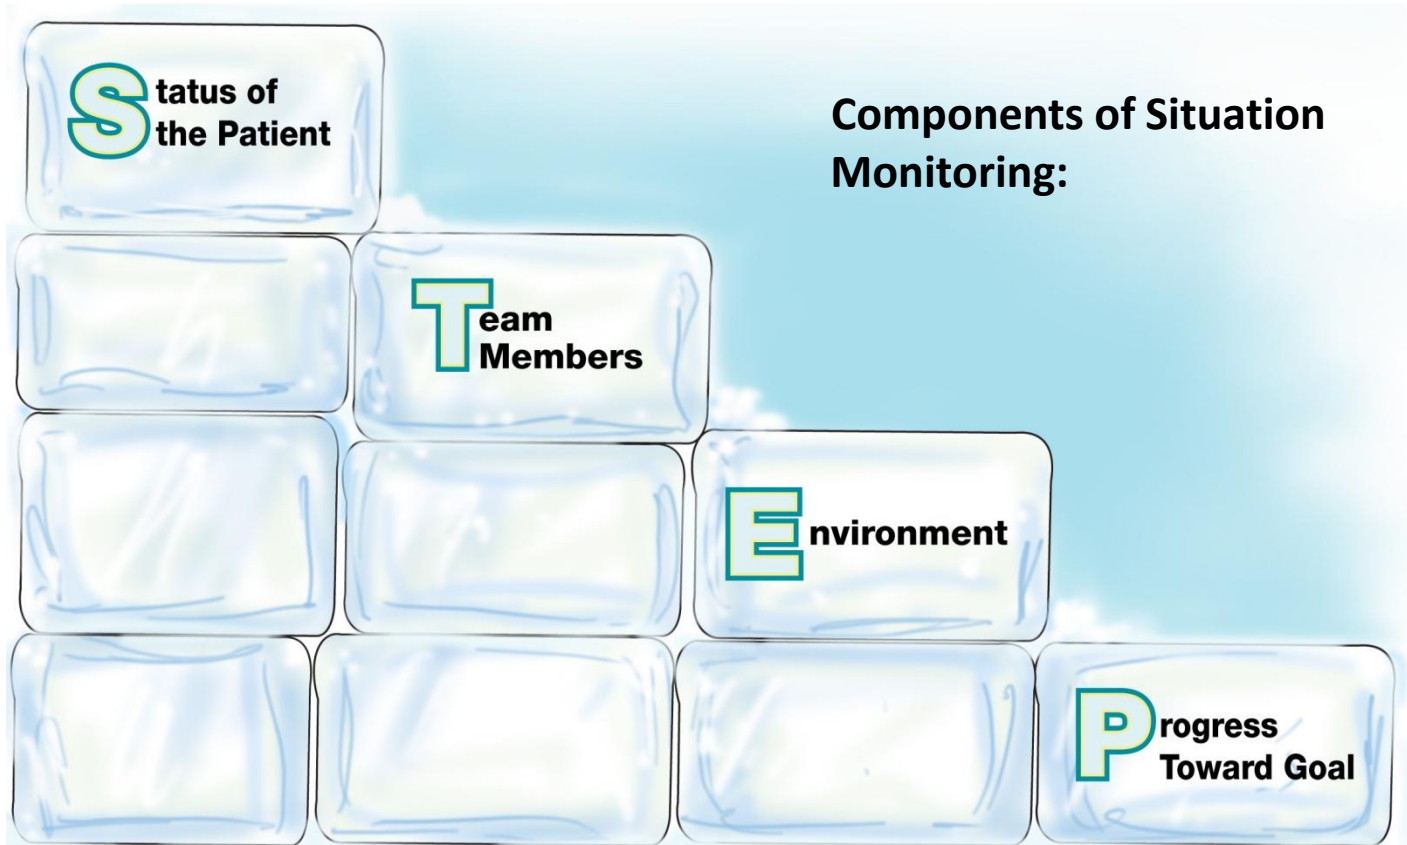 Status of
the Patient
Components of Situation
Monitoring:
Team
Members
Environment
Progress
Toward Goal